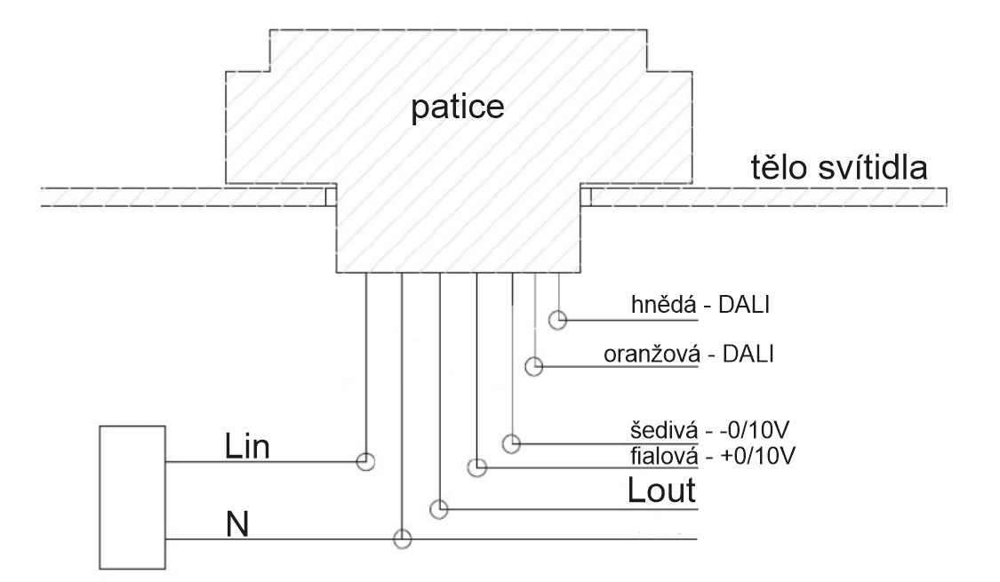 patice
tělo svítidla
hnědá - DALI
oranžová - DALI
šedivá - -0/10V
fialová - +0/10V
Lin
Lout
N